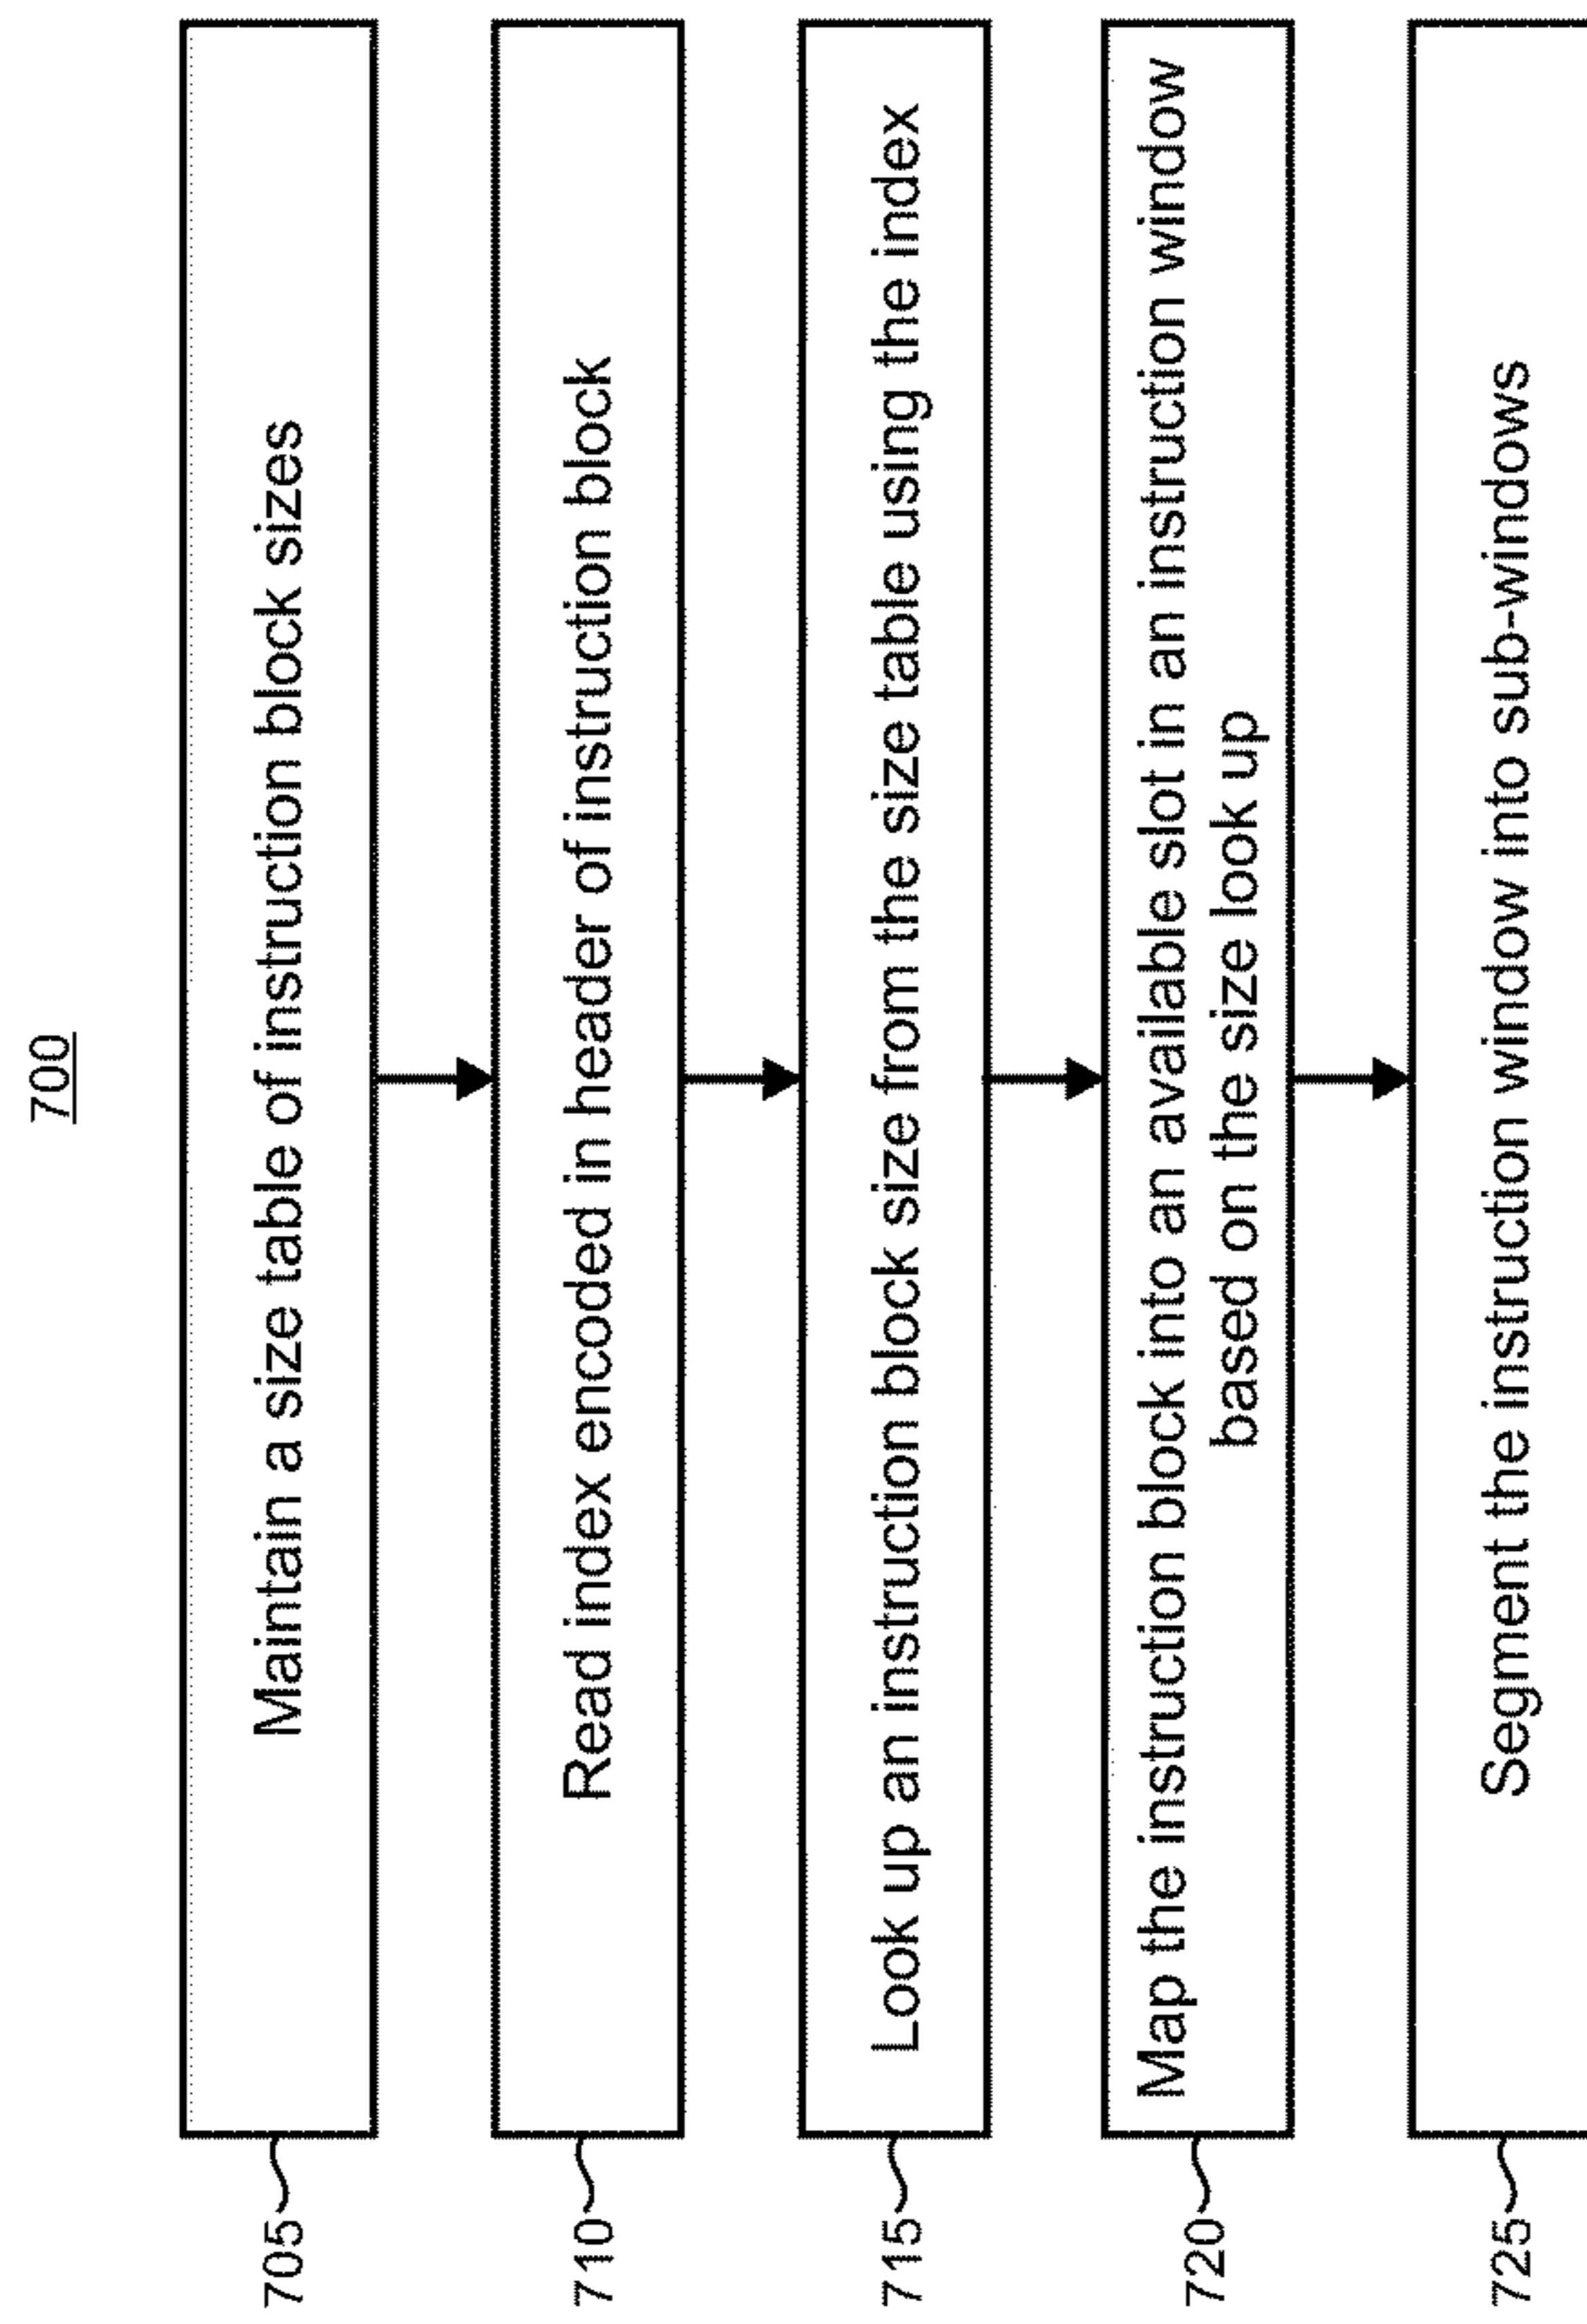 700
705
Maintain a size table of instruction block sizes
710
Read index encoded in header of instruction block
715
Look up an instruction block size from the size table using the index
720
Map the instruction block into an available slot in an instruction window
based on the size look up
725
Segment the instruction window into sub-windows